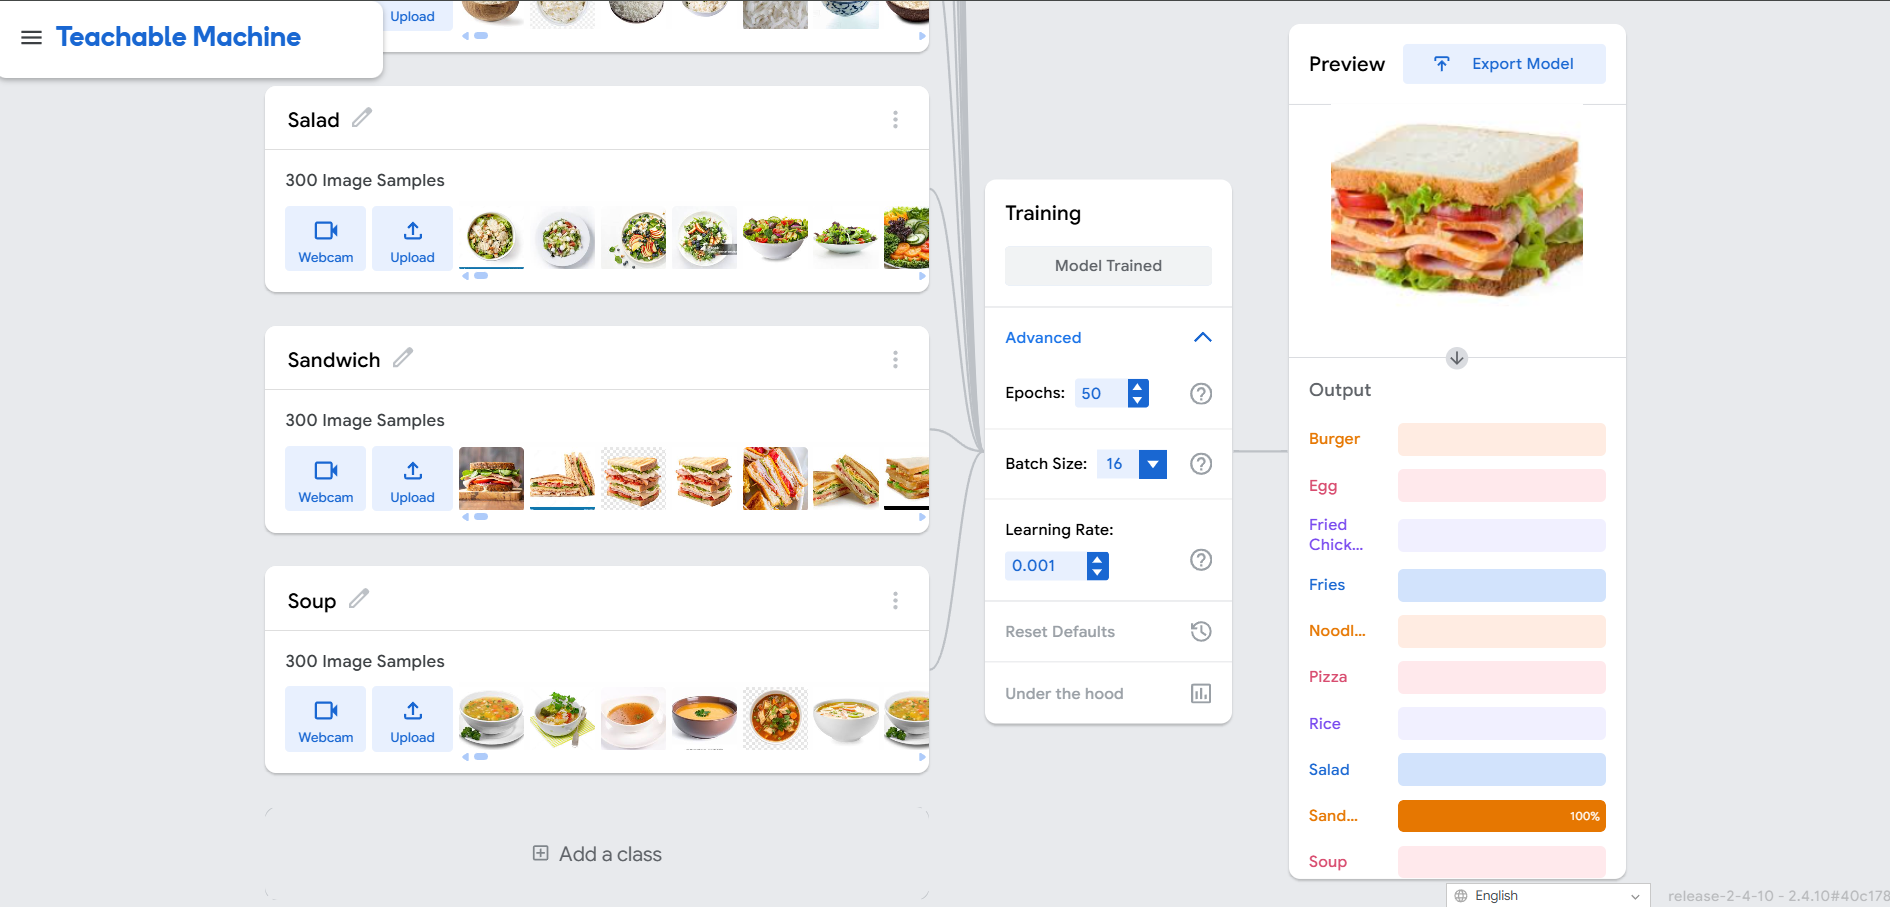 Teachable Machine
Upload
Salad
300 Image Samples
Webcam
Upload
Sandwich
300 Image Samples
Webcam
Upload
Soup
300 Image Samples
Webcam
Upload
Add a class
Training
Model Trained
Advanced
Epochs: 50
Batch Size: 16
Learning Rate:
0.001
Reset Defaults
Under the hood
Preview
Export Model
Output
Burger
Egg
Fried
Chick...
Fries
Noodl...
Pizza
Rice
Salad
Sand... 100%
Soup
English
release-2-4-10 - 2.4.10#40c178